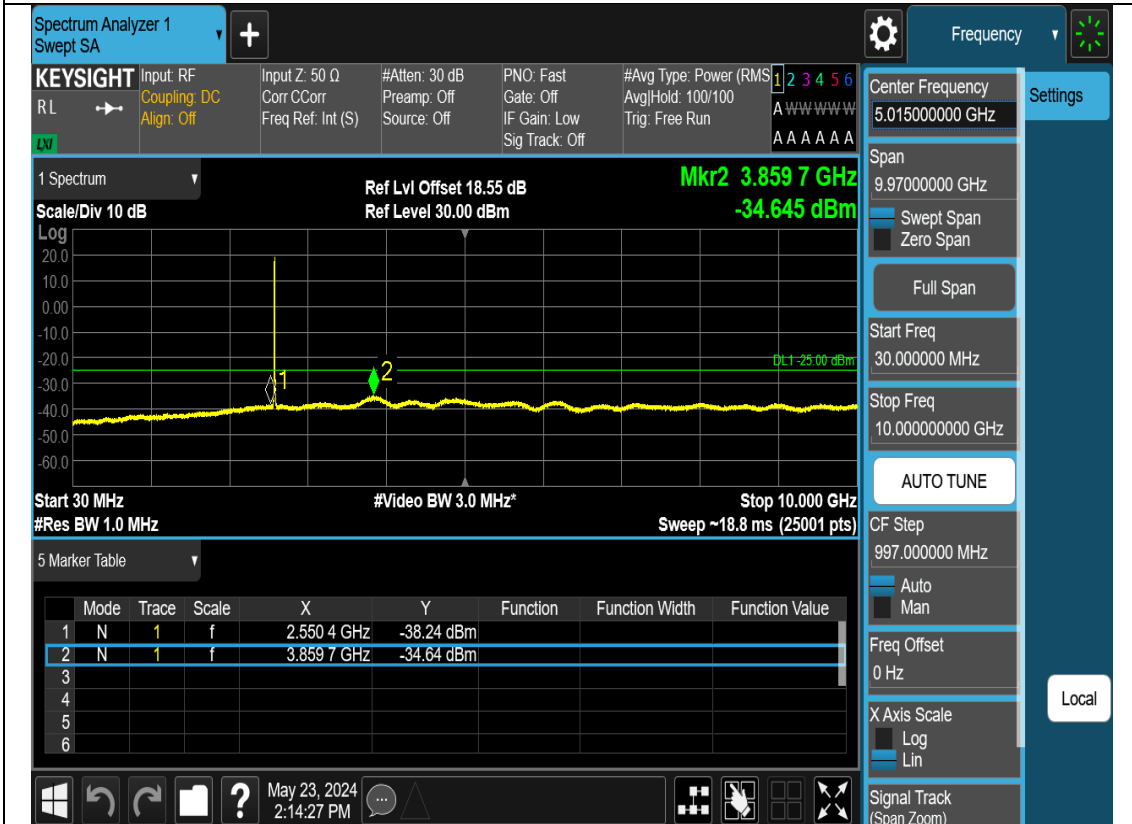 Spectrum Analyzer 1
Swept SA
Frequency
KEYSIGHT
R L
LXI
Input: RF
Coupling: DC
Align: Off
Input Z: 50 Ω
Corr CCorr
Freq Ref: Int (S)
#Atten: 30 dB
Preamp: Off
Source: Off
PNO: Fast
Gate: Off
IF Gain: Low
Sig Track: Off
#Avg Type: Power (RMS
Avg|Hold: 100/100
Trig: Free Run
1 2 3 4 5 6
A W W W W W
A A A A A A
1 Spectrum
Scale/Div 10 dB
Ref Lvl Offset 18.55 dB
Ref Level 30.00 dBm
Mkr2 3.859 7 GHz
-34.645 dBm
Log
20.0
10.0
0.00
-10.0
-20.0
-30.0
-40.0
-50.0
-60.0
1
2
DL1 -25.00 dBm
Start 30 MHz
#Res BW 1.0 MHz
#Video BW 3.0 MHz*
Stop 10.000 GHz
Sweep ~18.8 ms (25001 pts)
5 Marker Table
Mode Trace Scale X Y Function Function Width Function Value
1 N 1 f 2.550 4 GHz -38.24 dBm
2 N 1 f 3.859 7 GHz -34.64 dBm
3
4
5
6
May 23, 2024
2:14:27 PM
Center Frequency
5.015000000 GHz
Settings
Span
9.97000000 GHz
Swept Span
Zero Span
Full Span
Start Freq
30.000000 MHz
Stop Freq
10.000000000 GHz
AUTO TUNE
CF Step
997.000000 MHz
Auto
Man
Freq Offset
0 Hz
X Axis Scale
Log
Lin
Local
Signal Track
(Span Zoom)